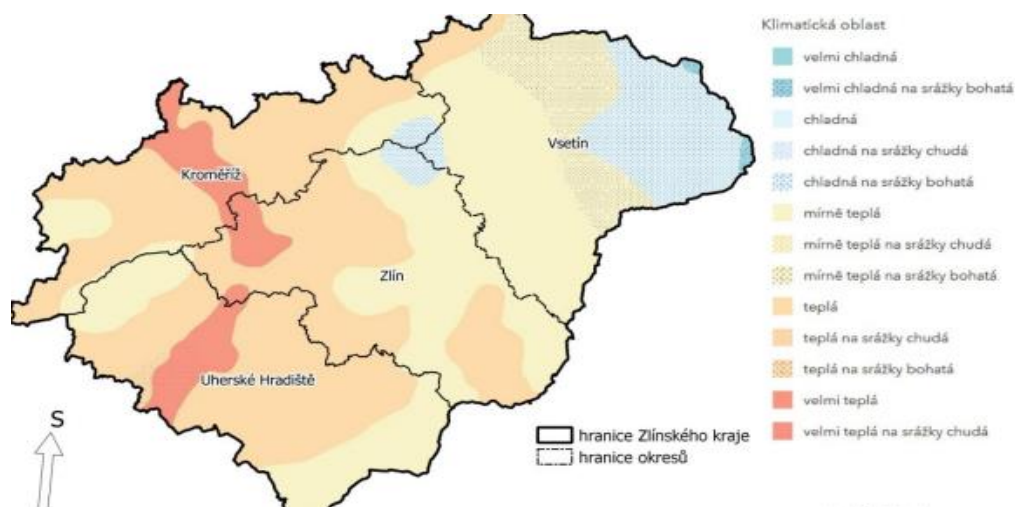 Klimatická oblast
velmi chladná
velmi chladná na srážky bohatá
chladná
chladná na srážky chudá
chladná na srážky bohatá
mírně teplá
mírně teplá na srážky chudá
mírně teplá na srážky bohatá
teplá
teplá na srážky chudá
teplá na srážky bohatá
velmi teplá
velmi teplá na srážky chudá
Vsetín
Kroměříž
Zlín
Uherské Hradiště
S
hranice Zlínského kraje
hranice okresů